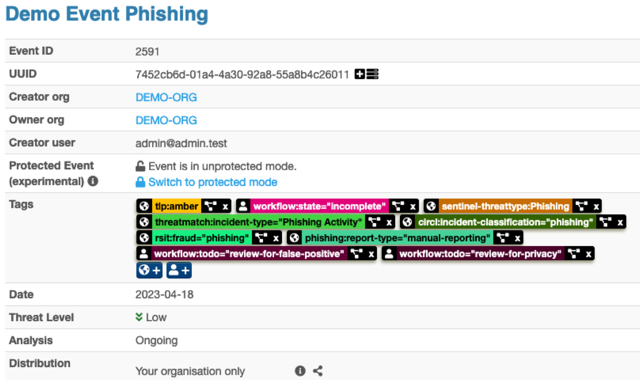 Demo Event Phishing
Event ID 2591
UUID 7452cb6d-01a4-4a30-92a8-55a8b4c26011
Creator org DEMO-ORG
Owner org DEMO-ORG
Creator user admin@admin.test
Protected Event (experimental) Event is in unprotected mode.
Switch to protected mode
Tags tlp:amber x workflow:state="incomplete" x sentinel-threattype:Phishing x
threatmatch:incident-type="Phishing Activity" x circl:incident-classification="phishing" x
rsit:fraud="phishing" x phishing:report-type="manual-reporting" x
workflow:todo="review-for-false-positive" x workflow:todo="review-for-privacy" x
+ +
Date 2023-04-18
Threat Level Low
Analysis Ongoing
Distribution Your organisation only